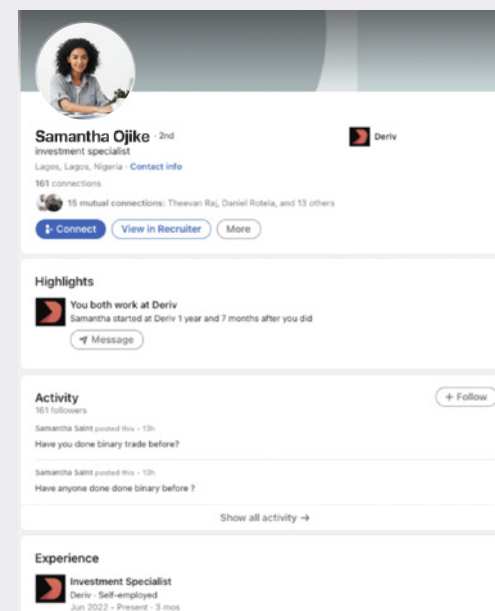 Samantha Ojike · 2nd
Deriv
investment specialist
Lagos, Lagos, Nigeria · Contact info
161 connections
15 mutual connections: Theevan Raj, Daniel Rotela, and 13 others
Connect
View in Recruiter
More
Highlights
You both work at Deriv
Samantha started at Deriv 1 year and 7 months after you did
Message
Activity
+ Follow
161 followers
Samantha Saint posted this • 13h
Have you done binary trade before?
Samantha Saint posted this • 13h
Have anyone done done binary before ?
Show all activity →
Experience
Investment Specialist
Deriv · Self-employed
Jun 2022 - Present · 3 mos